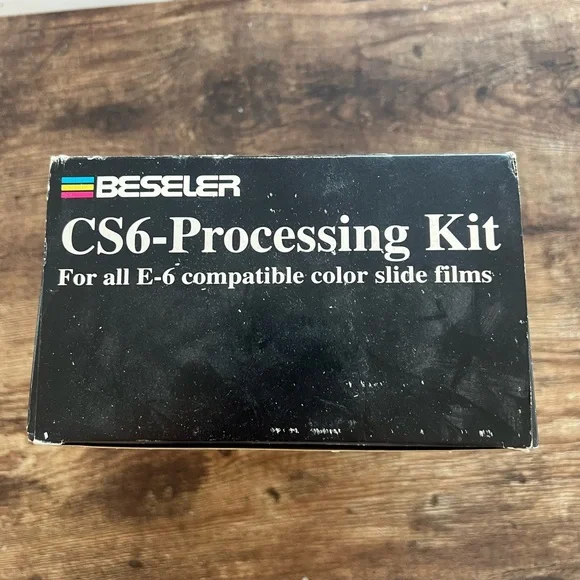 BESELER
CS6-Processing Kit
For all E-6 compatible color slide films